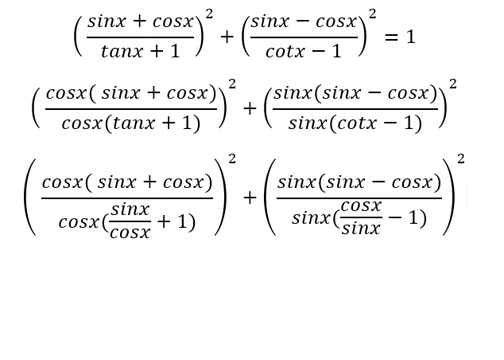 (sinx + cosx / tanx + 1)² + (sinx − cosx / cotx − 1)² = 1
(cosx( sinx + cosx) / cosx(tanx + 1))² + (sinx(sinx − cosx) / sinx(cotx − 1))²
(cosx( sinx + cosx) / cosx(sinx/cosx + 1))² + (sinx(sinx − cosx) / sinx(cosx/sinx − 1))²